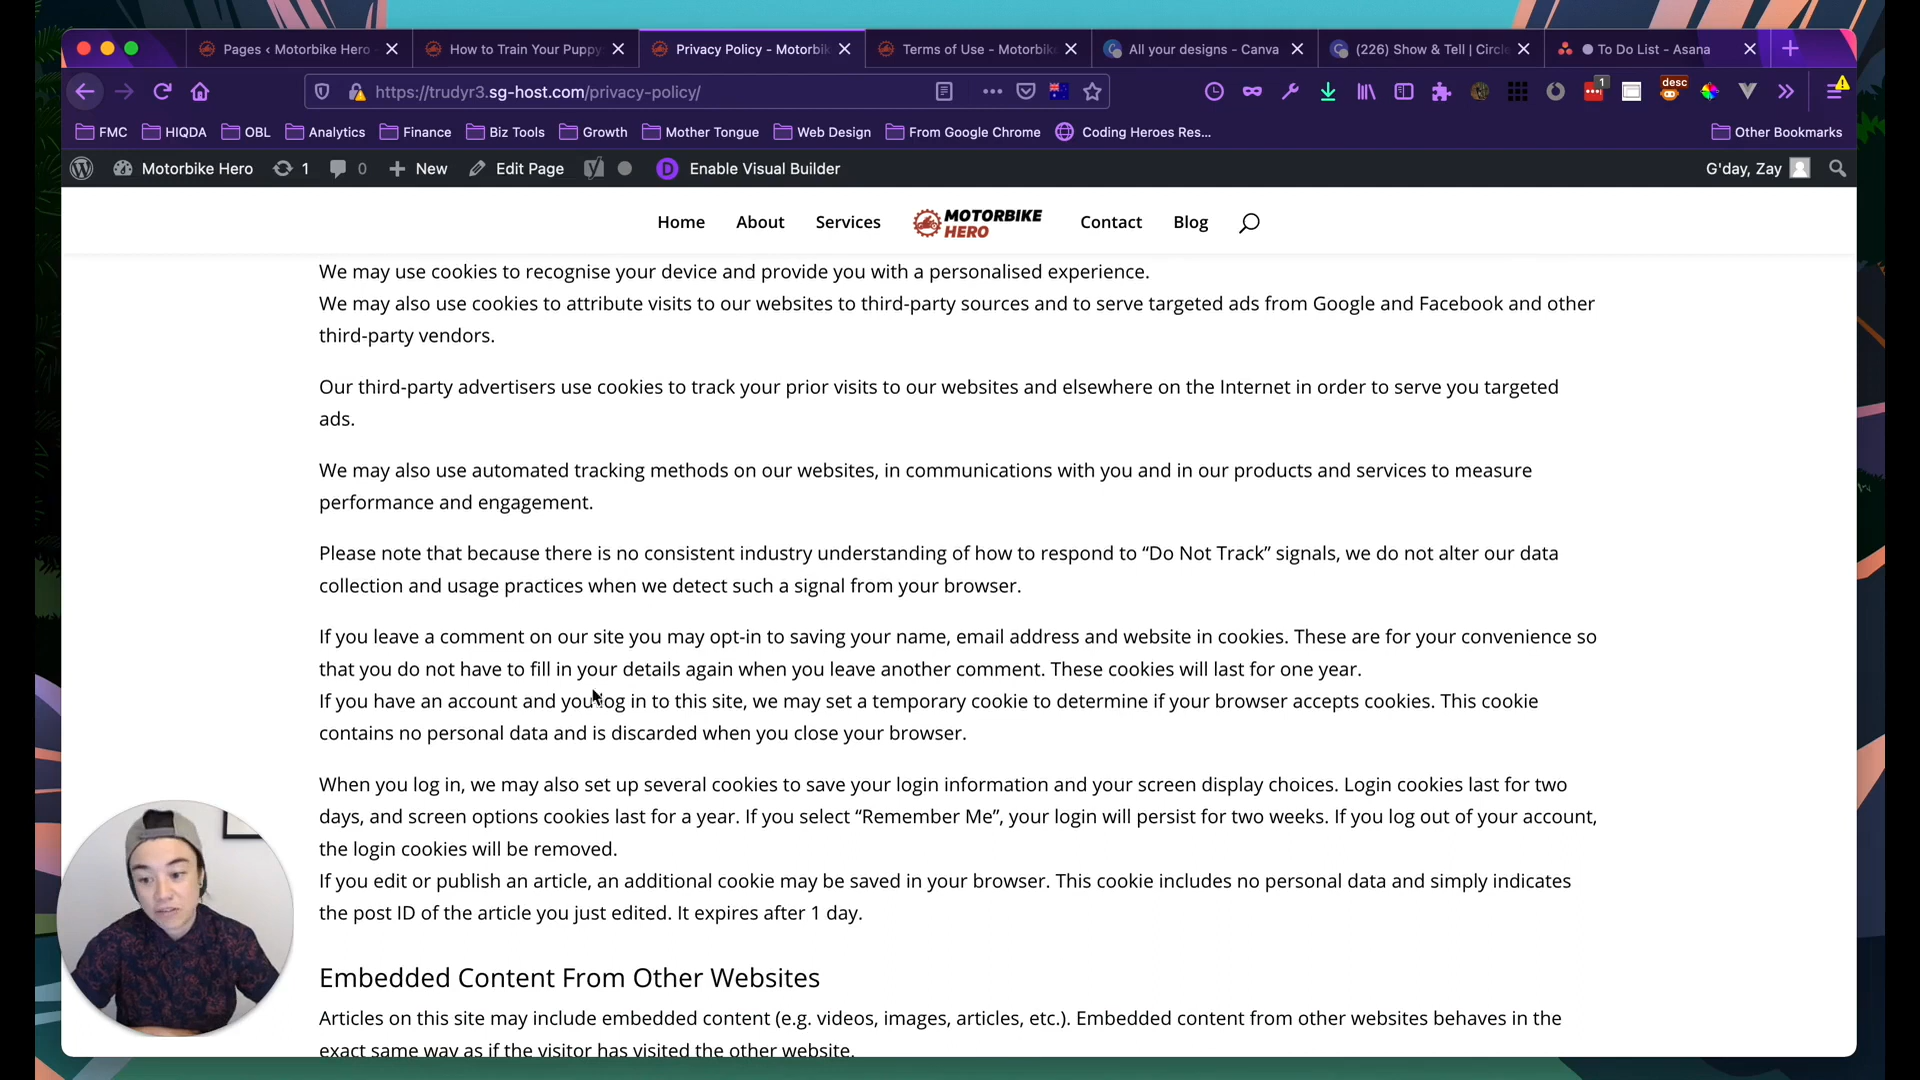 Pages ‹ Motorbike Hero
How to Train Your Puppy
Privacy Policy - Motorbik
Terms of Use - Motorbik
All your designs - Canva
(226) Show & Tell | Circle
To Do List - Asana
https://trudyr3.sg-host.com/privacy-policy/
1
desc
FMC
HIQDA
OBL
Analytics
Finance
Biz Tools
Growth
Mother Tongue
Web Design
From Google Chrome
Coding Heroes Res...
Other Bookmarks
Motorbike Hero
1
0
New
Edit Page
D
Enable Visual Builder
G'day, Zay
Home
About
Services
MOTORBIKE
HERO
Contact
Blog
We may use cookies to recognise your device and provide you with a personalised experience.
We may also use cookies to attribute visits to our websites to third-party sources and to serve targeted ads from Google and Facebook and other
third-party vendors.
Our third-party advertisers use cookies to track your prior visits to our websites and elsewhere on the Internet in order to serve you targeted
ads.
We may also use automated tracking methods on our websites, in communications with you and in our products and services to measure
performance and engagement.
Please note that because there is no consistent industry understanding of how to respond to “Do Not Track” signals, we do not alter our data
collection and usage practices when we detect such a signal from your browser.
If you leave a comment on our site you may opt-in to saving your name, email address and website in cookies. These are for your convenience so
that you do not have to fill in your details again when you leave another comment. These cookies will last for one year.
If you have an account and you log in to this site, we may set a temporary cookie to determine if your browser accepts cookies. This cookie
contains no personal data and is discarded when you close your browser.
When you log in, we may also set up several cookies to save your login information and your screen display choices. Login cookies last for two
days, and screen options cookies last for a year. If you select “Remember Me”, your login will persist for two weeks. If you log out of your account,
the login cookies will be removed.
If you edit or publish an article, an additional cookie may be saved in your browser. This cookie includes no personal data and simply indicates
the post ID of the article you just edited. It expires after 1 day.
Embedded Content From Other Websites
Articles on this site may include embedded content (e.g. videos, images, articles, etc.). Embedded content from other websites behaves in the
exact same way as if the visitor has visited the other website.